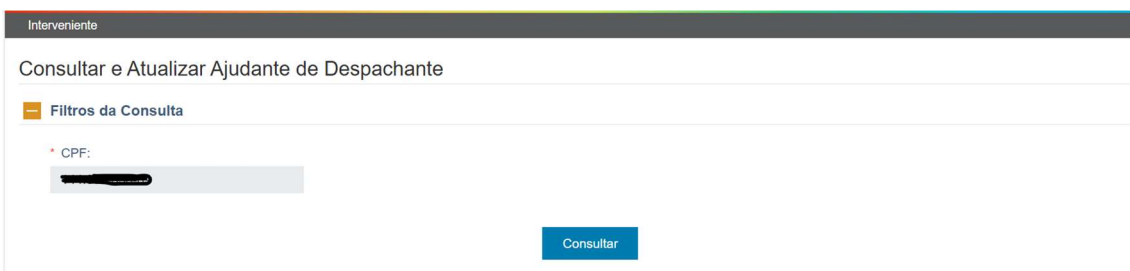 Interveniente
Consultar e Atualizar Ajudante de Despachante
Filtros da Consulta
* CPF:
Consultar